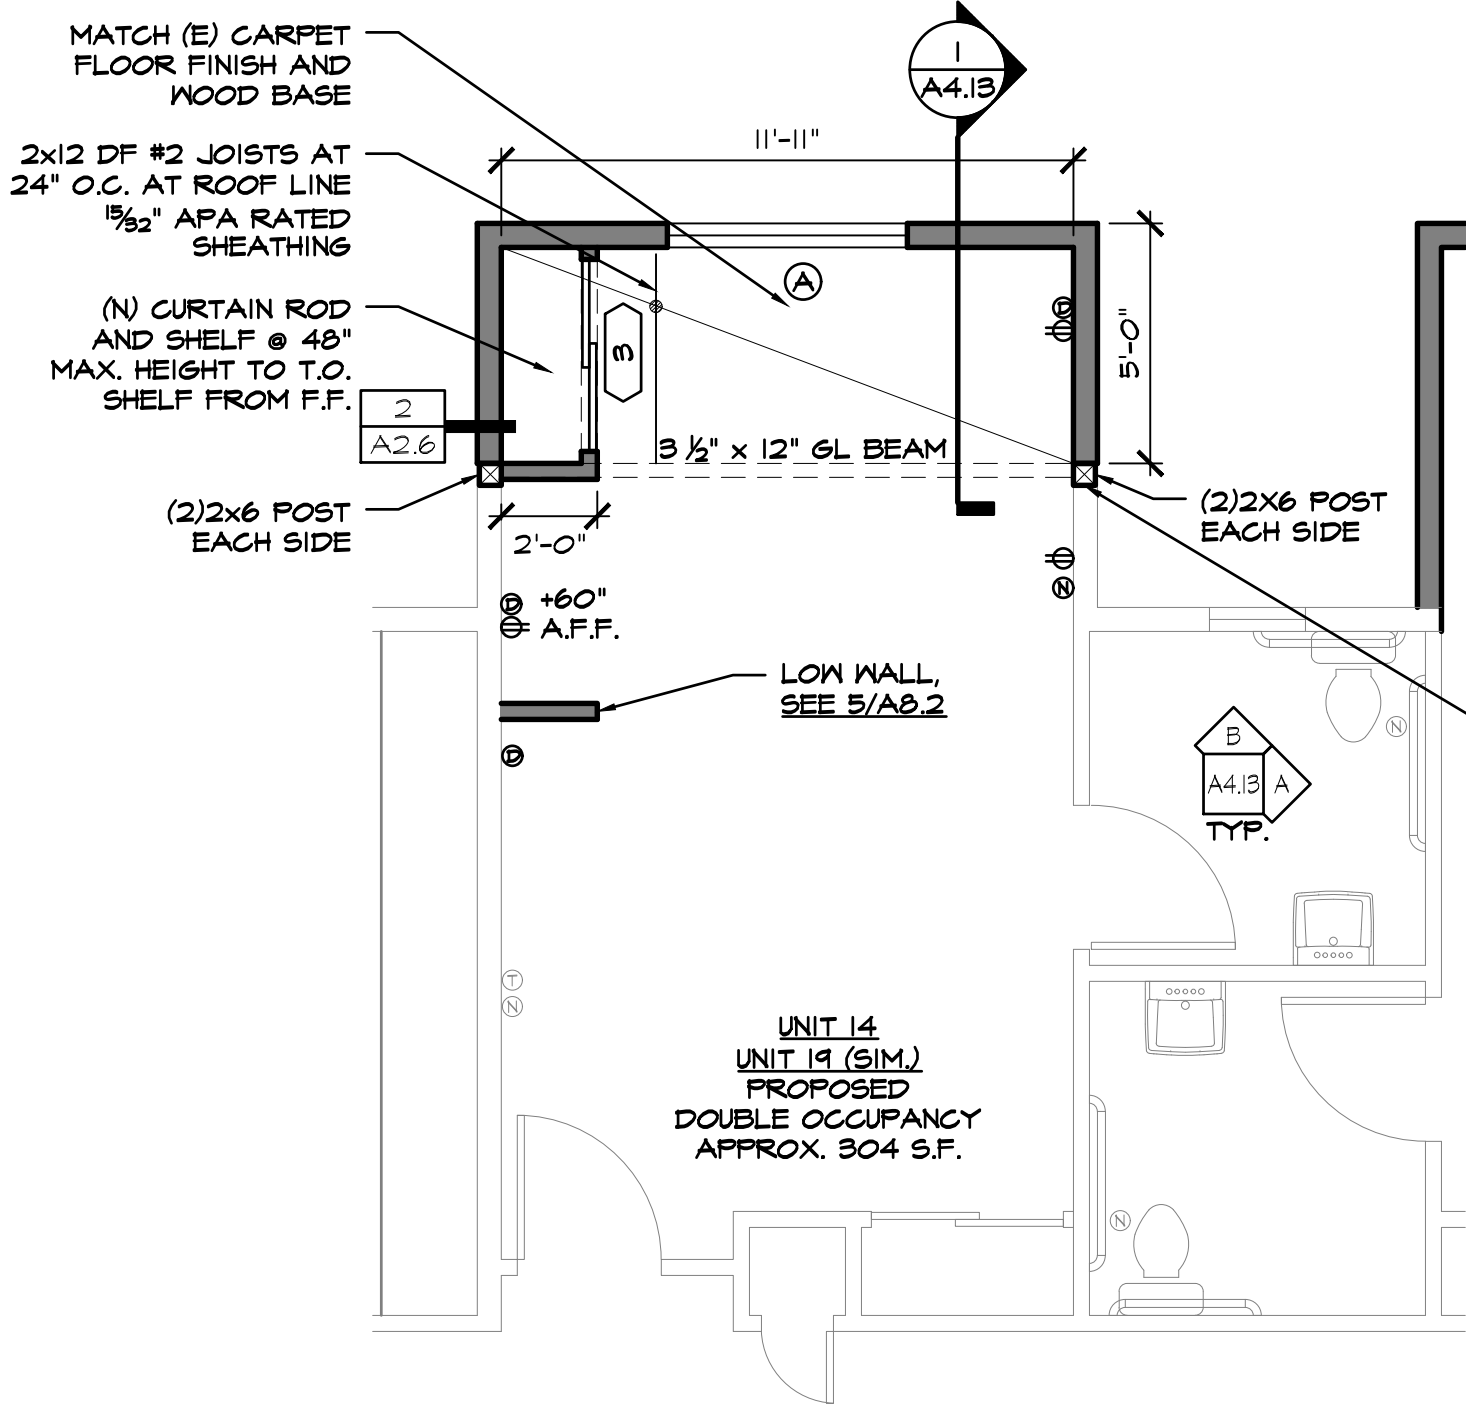 MATCH (E) CARPET
FLOOR FINISH AND
WOOD BASE
1
A4.13
11'-11"
2x12 DF #2 JOISTS AT
24" O.C. AT ROOF LINE
15/32" APA RATED
SHEATHING
A
(N) CURTAIN ROD
AND SHELF @ 48"
MAX. HEIGHT TO T.O.
SHELF FROM F.F.
3
D
5'-0"
2
A2.6
3 1/2" x 12" GL BEAM
(2)2x6 POST
EACH SIDE
(2)2X6 POST
EACH SIDE
2'-0"
N
D
+60"
A.F.F.
LOW WALL,
SEE 5/A8.2
D
N
B
A4.13
A
TYP.
T
N
UNIT 14
UNIT 19 (SIM.)
PROPOSED
DOUBLE OCCUPANCY
APPROX. 304 S.F.
N